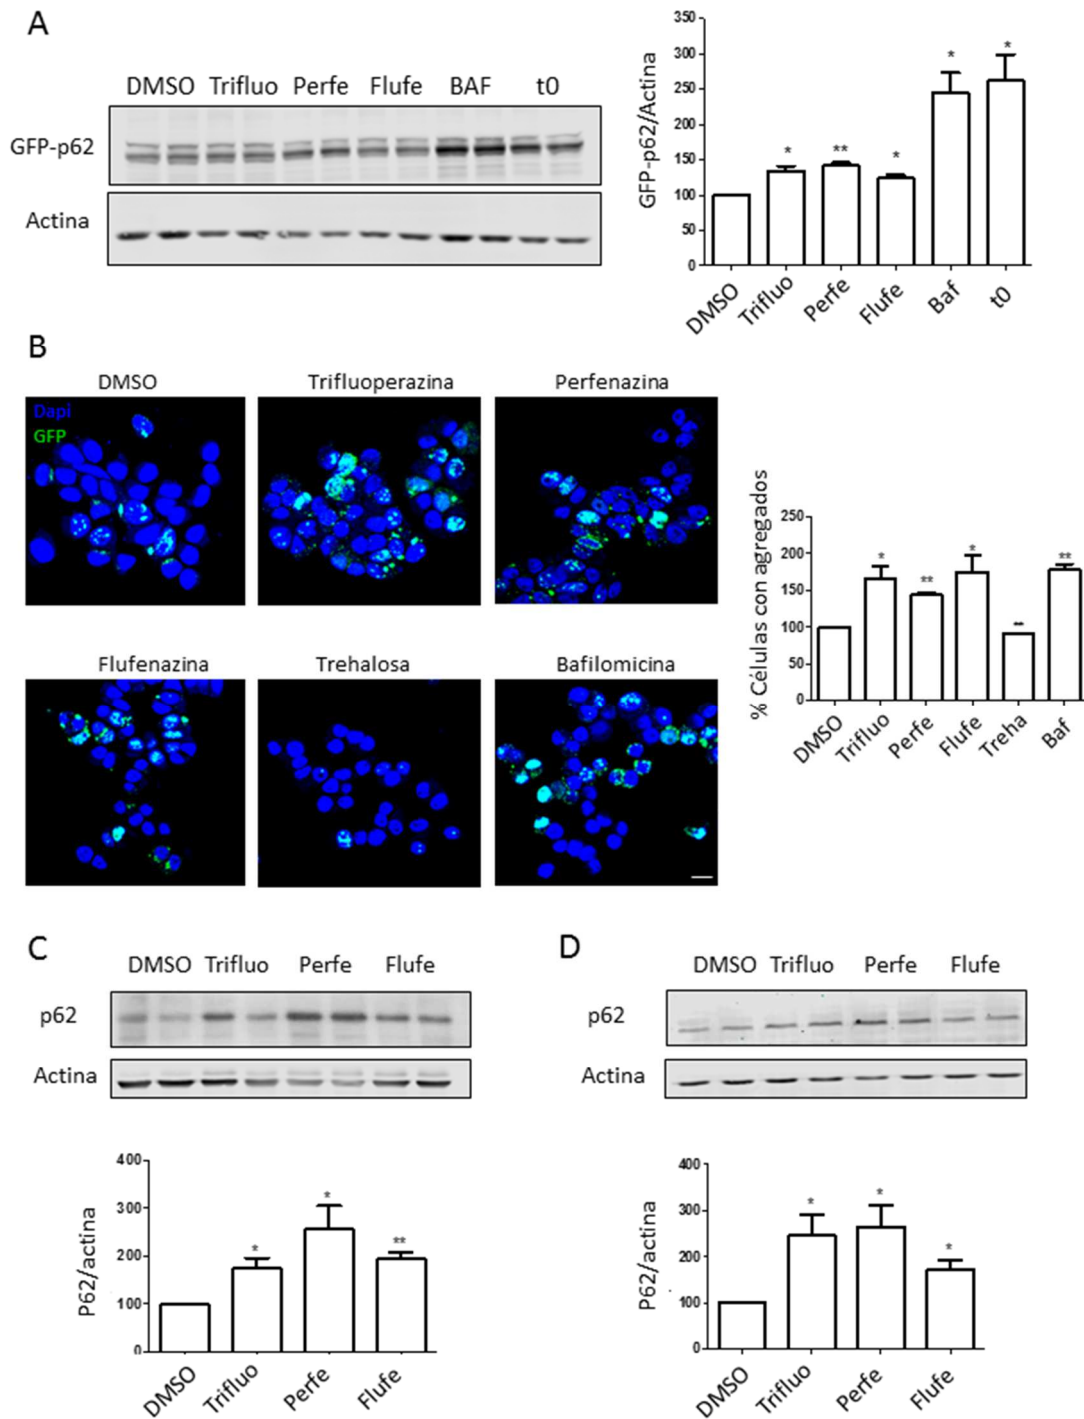 A
DMSO Trifluo Perfe Flufe BAF t0
GFP-p62
Actina
GFP-p62/Actina
350
300
250
200
150
100
50
0
* ** * * *
DMSO Trifluo Perfe Flufe Baf t0
B
DMSO Trifluoperazina Perfenazina
Dapi
GFP
Flufenazina Trehalosa Bafilomicina
% Células con agregados
250
200
150
100
50
0
* ** * ** **
DMSO Trifluo Perfe Flufe Treha Baf
C
DMSO Trifluo Perfe Flufe
p62
Actina
P62/actina
400
300
200
100
0
* * **
DMSO Trifluo Perfe Flufe
D
DMSO Trifluo Perfe Flufe
p62
Actina
P62/actina
400
300
200
100
0
* * *
DMSO Trifluo Perfe Flufe